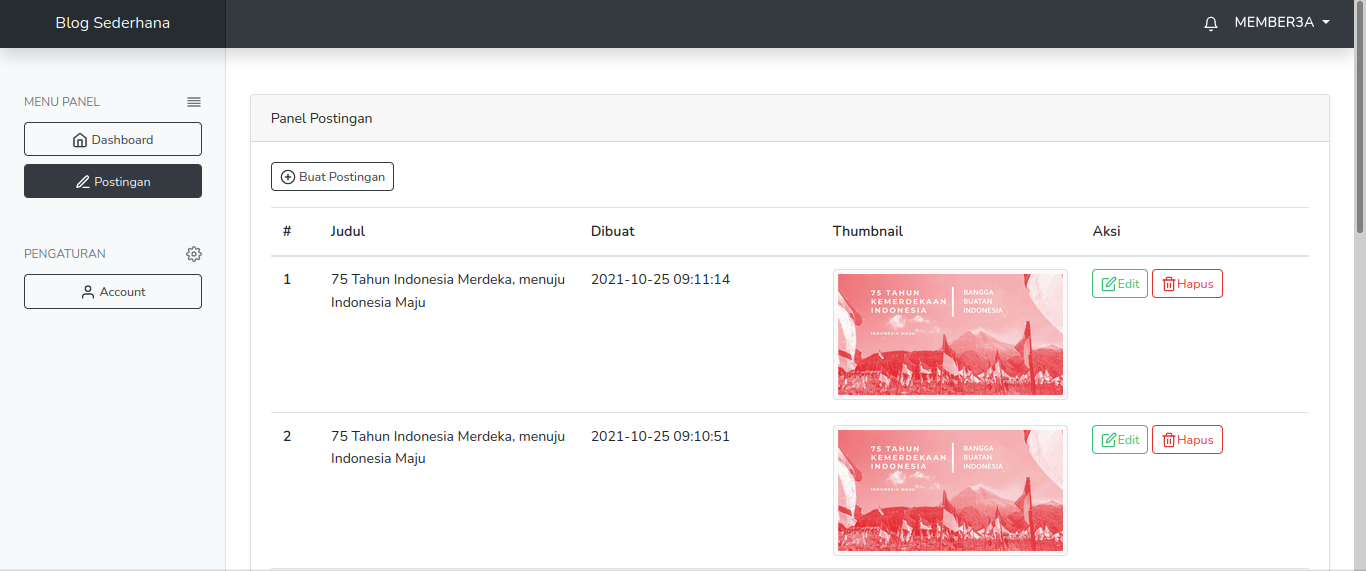 Blog Sederhana
MEMBER3A
MENU PANEL
Dashboard
Postingan
PENGATURAN
Account
Panel Postingan
Buat Postingan
# Judul Dibuat Thumbnail Aksi
1 75 Tahun Indonesia Merdeka, menuju 2021-10-25 09:11:14 Edit Hapus
Indonesia Maju
75 TAHUN
KEMERDEKAAN
INDONESIA
BANGGA
BUATAN
INDONESIA
INDONESIA MAJU
2 75 Tahun Indonesia Merdeka, menuju 2021-10-25 09:10:51 Edit Hapus
Indonesia Maju
75 TAHUN
KEMERDEKAAN
INDONESIA
BANGGA
BUATAN
INDONESIA
INDONESIA MAJU